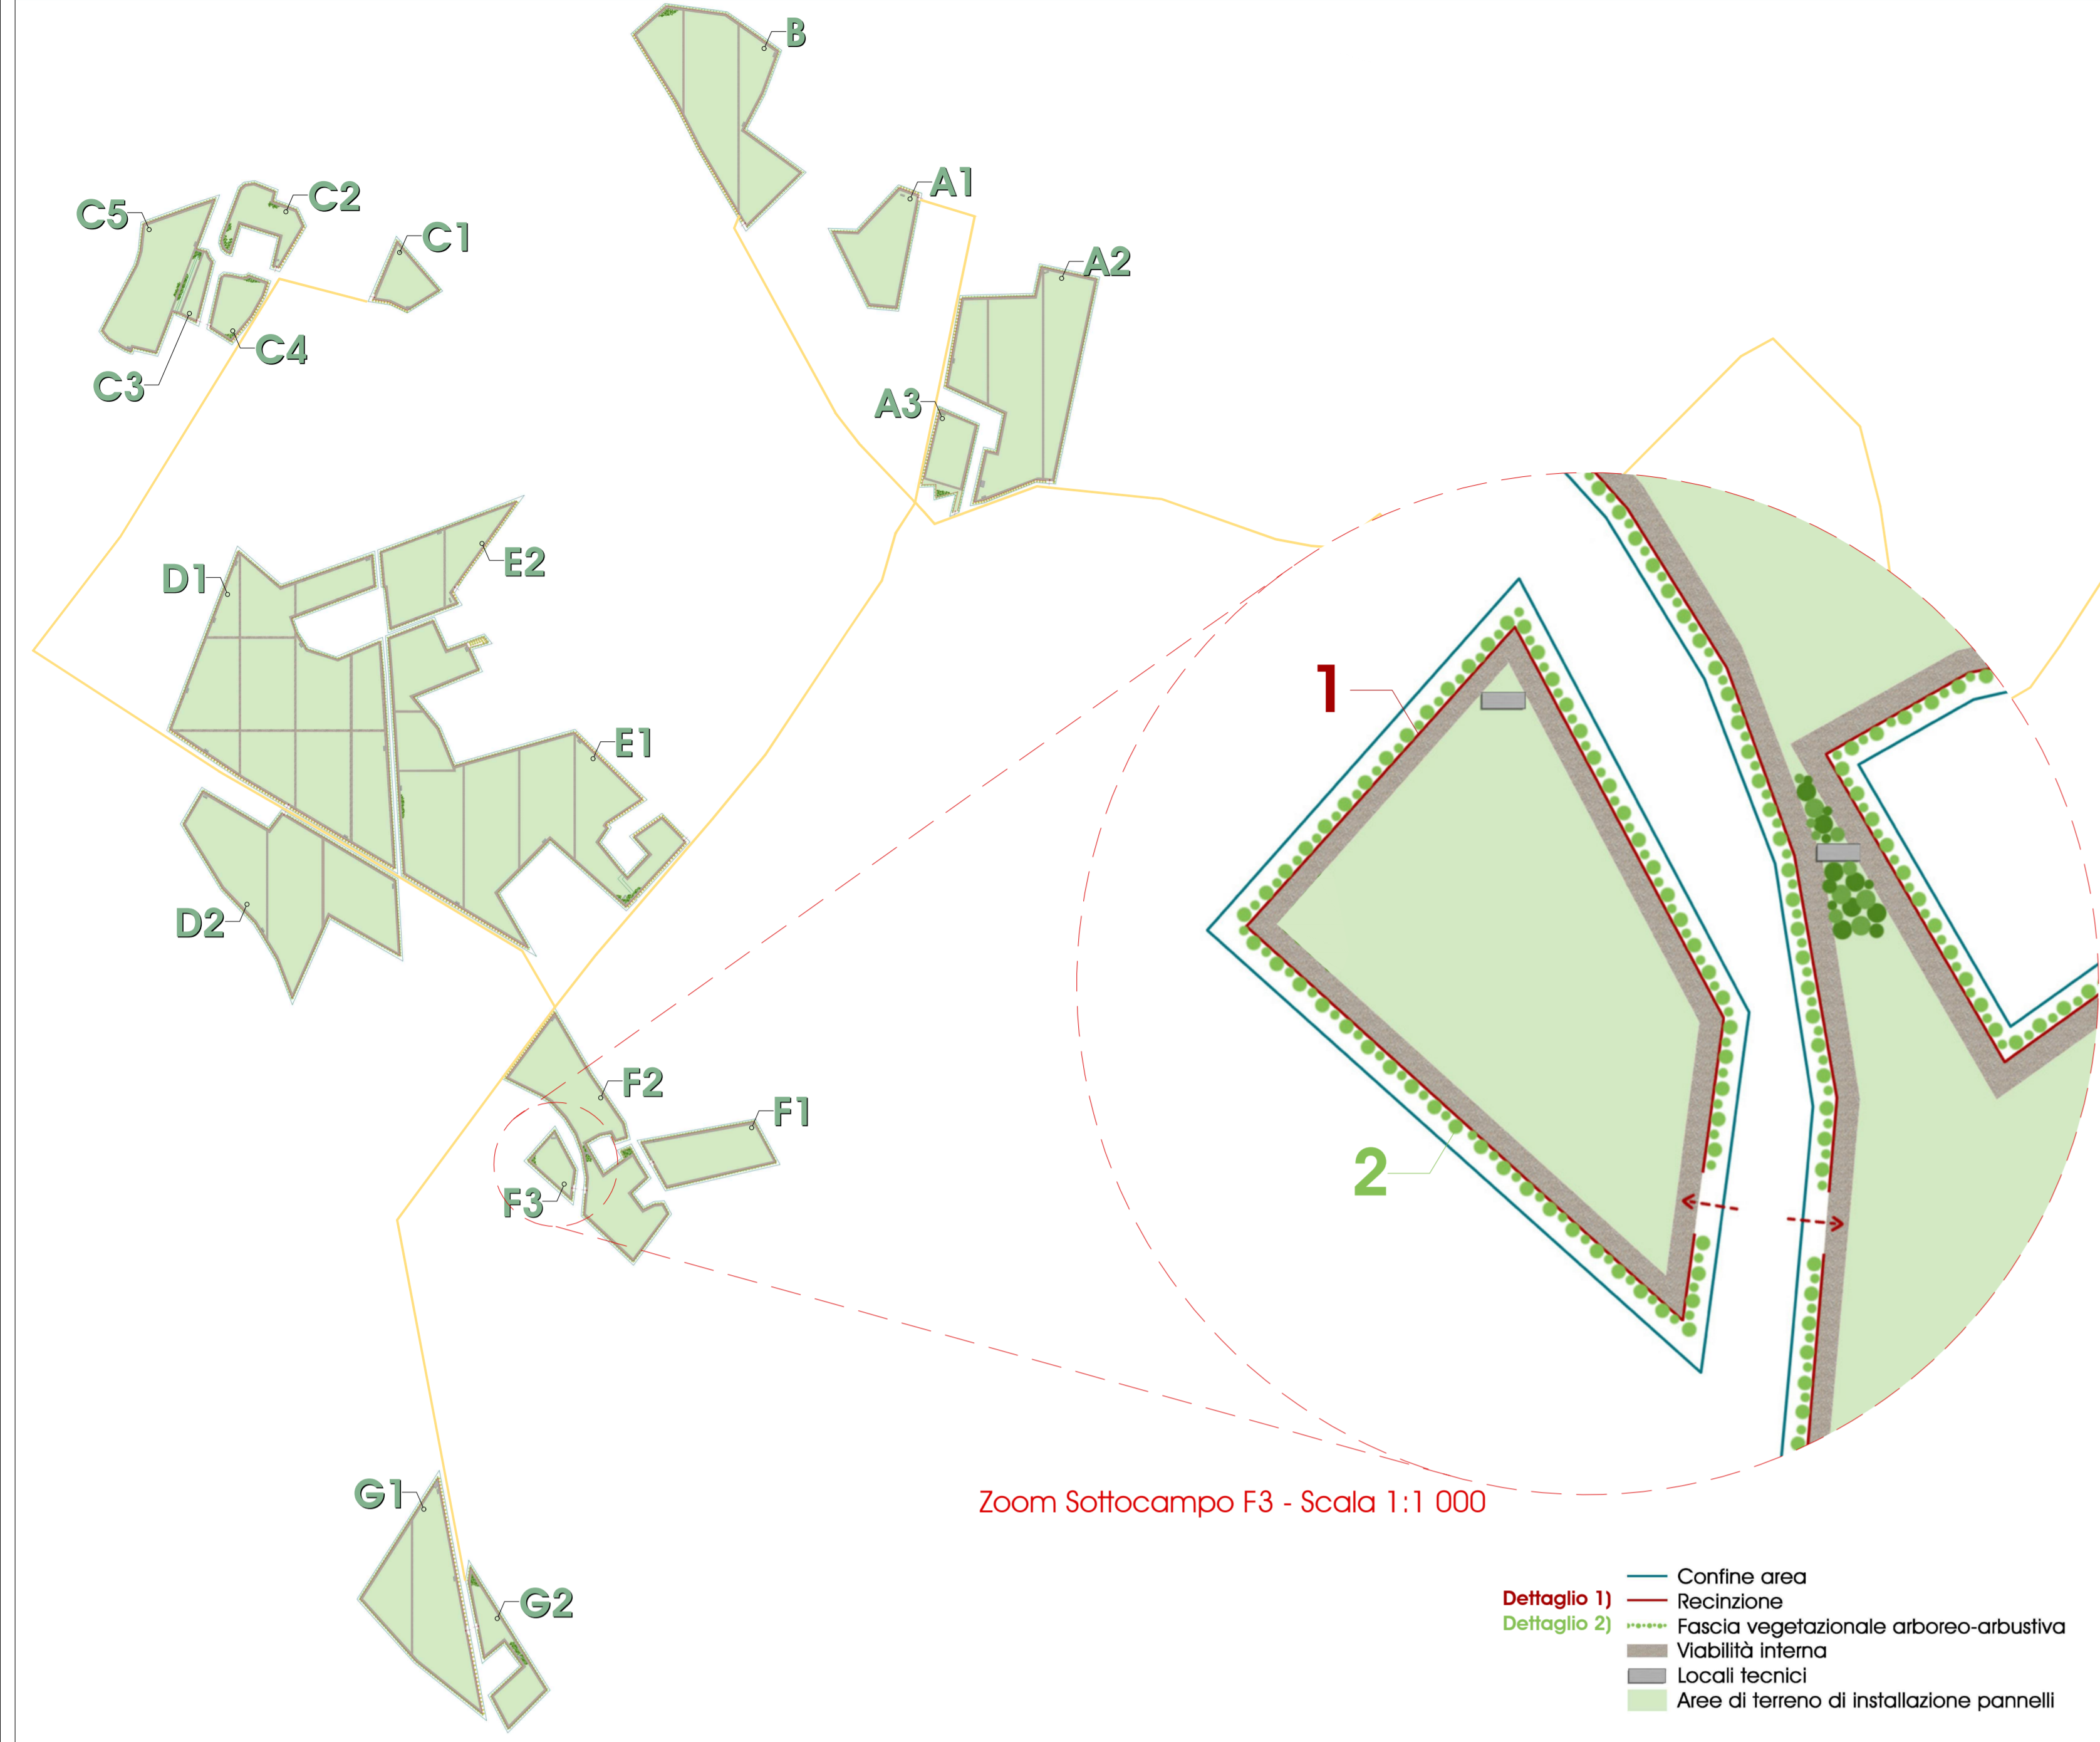 B
A1
C2
C5
C1
A2
C4
C3
A3
E2
D1
1
E1
D2
F2
F1
2
F3
G1
Zoom Sottocampo F3 - Scala 1:1 000
G2
Confine area
Dettaglio 1) Recinzione
Dettaglio 2) Fascia vegetazionale arboreo-arbustiva
Viabilità interna
Locali tecnici
Aree di terreno di installazione pannelli